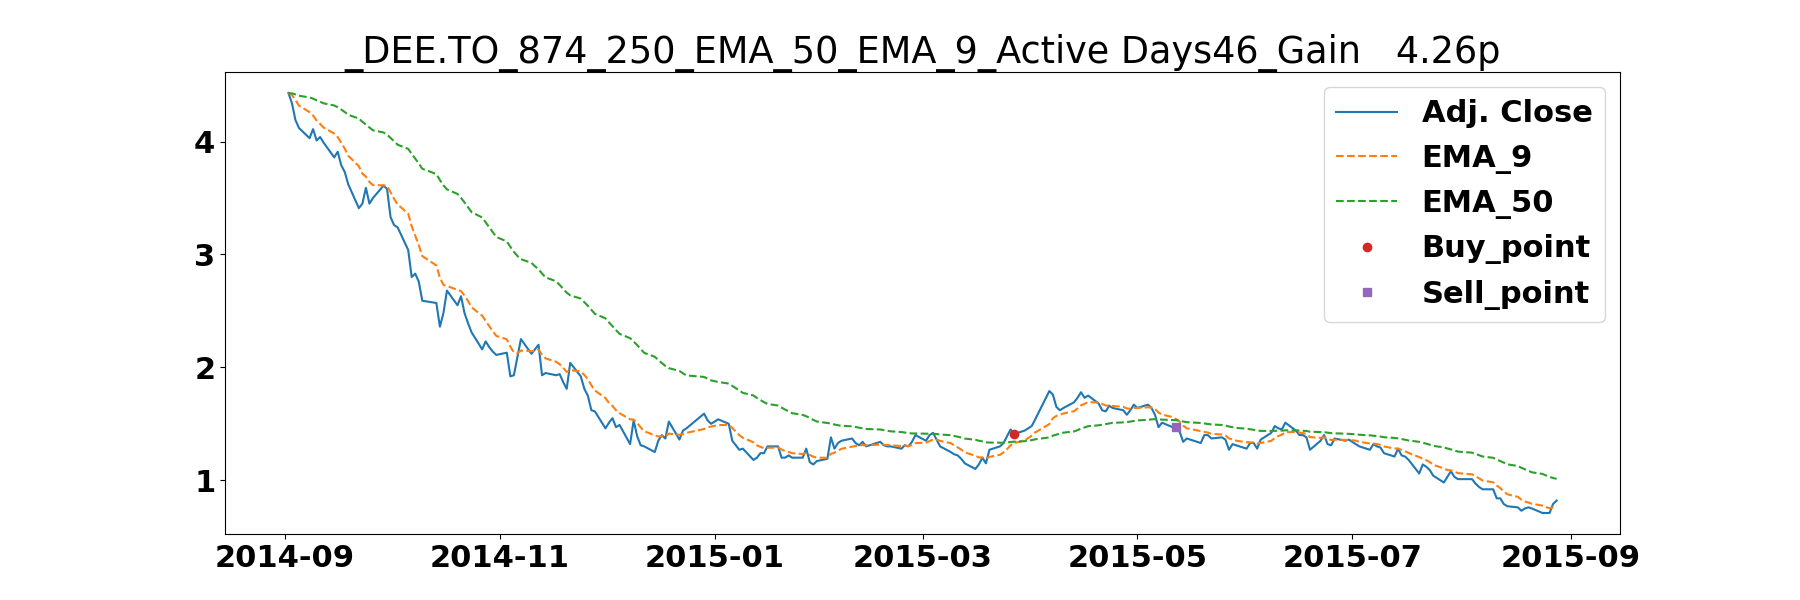 _DEE.TO_874_250_EMA_50_EMA_9_Active Days46_Gain   4.26p
Adj. Close
EMA_9
EMA_50
Buy_point
Sell_point
4
3
2
1
2014-09 2014-11 2015-01 2015-03 2015-05 2015-07 2015-09